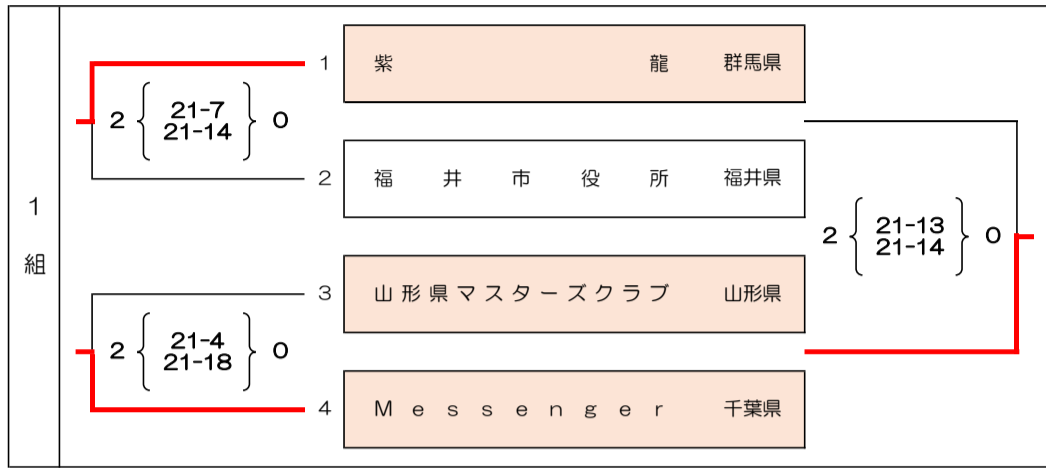 1組
1 紫龍 群馬県
2 { 21-7 21-14 } 0
2 福井市役所 福井県
2 { 21-13 21-14 } 0
3 山形県マスターズクラブ 山形県
2 { 21-4 21-18 } 0
4 Messenger 千葉県